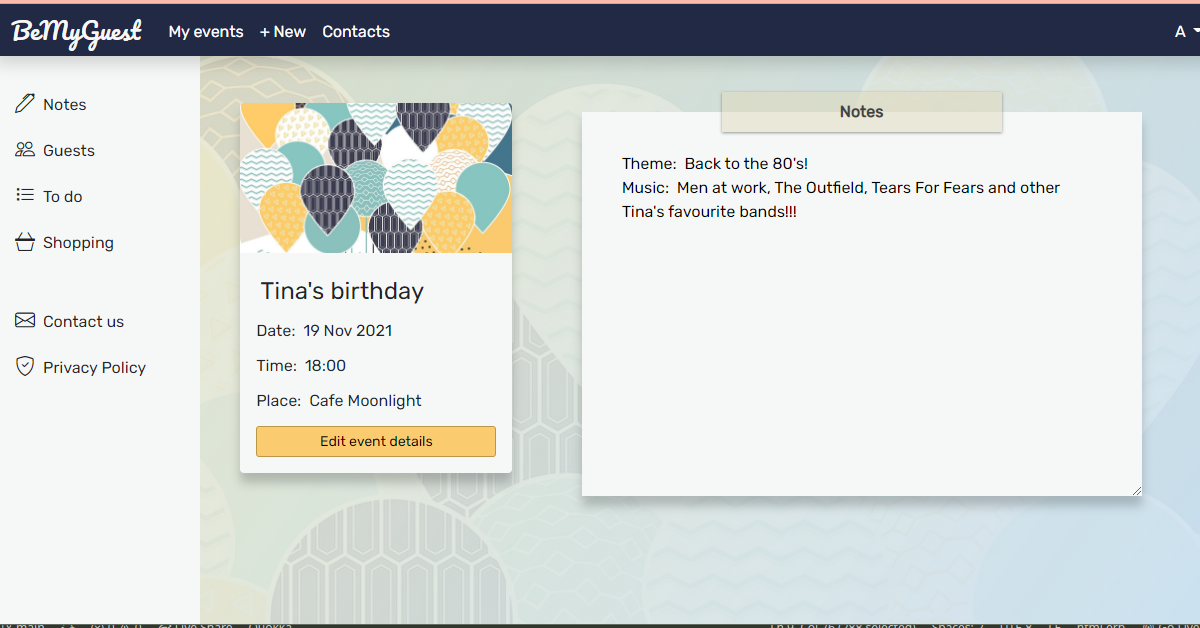 BeMyGuest
My events
+ New
Contacts
A
Notes
Guests
To do
Shopping
Contact us
Privacy Policy
Tina's birthday
Date: 19 Nov 2021
Time: 18:00
Place: Cafe Moonlight
Edit event details
Notes
Theme: Back to the 80's!
Music: Men at work, The Outfield, Tears For Fears and other
Tina's favourite bands!!!